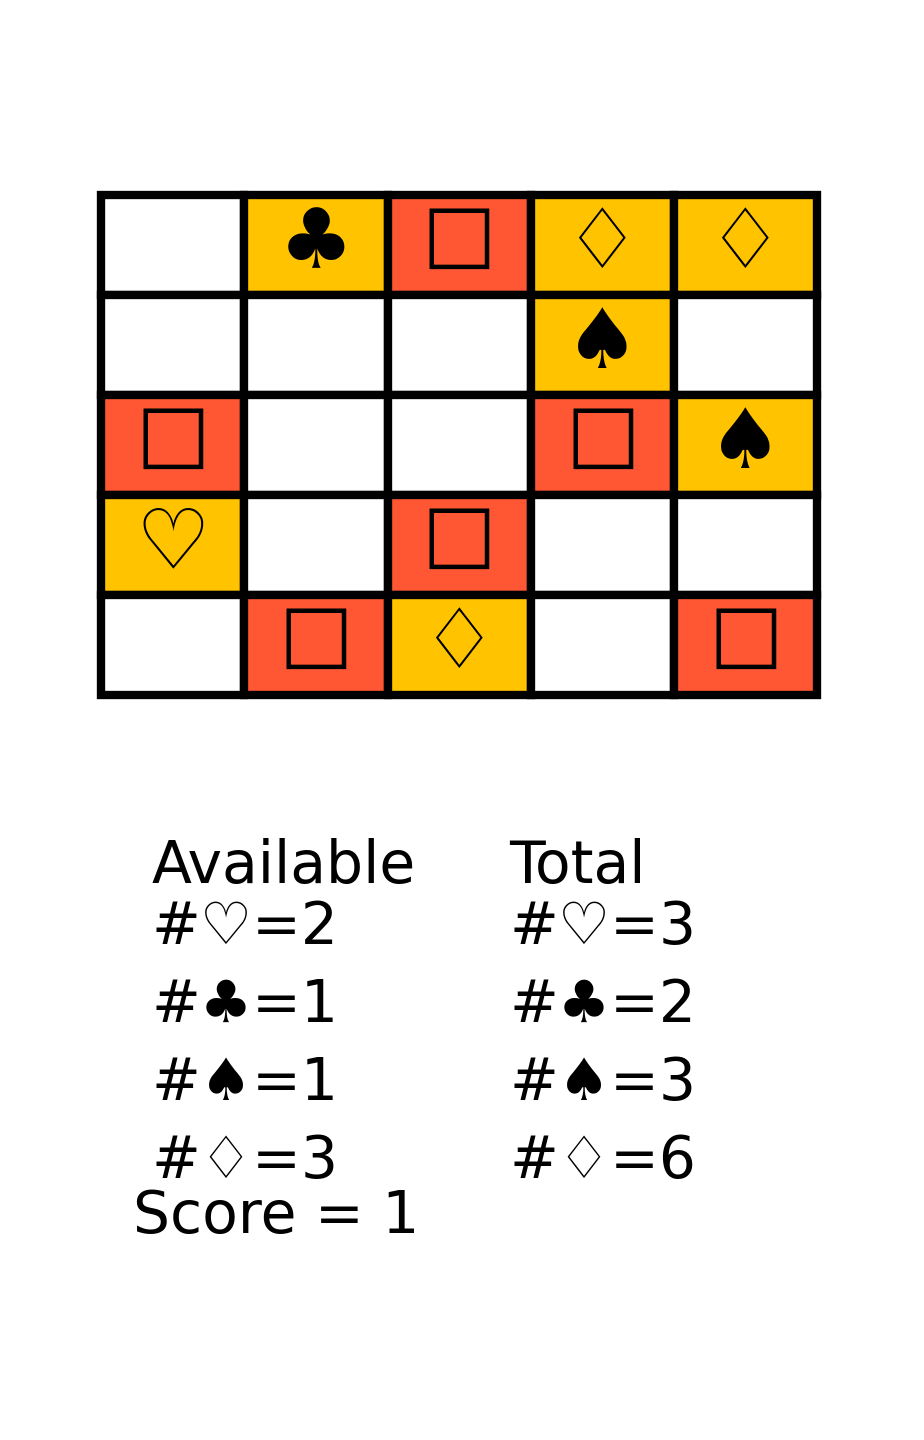 ♣ □ ♢ ♢
♠
□ □ ♠
♡ □
□ ♢ □
Available Total
#♡=2 #♡=3
#♣=1 #♣=2
#♠=1 #♠=3
#♢=3 #♢=6
Score = 1